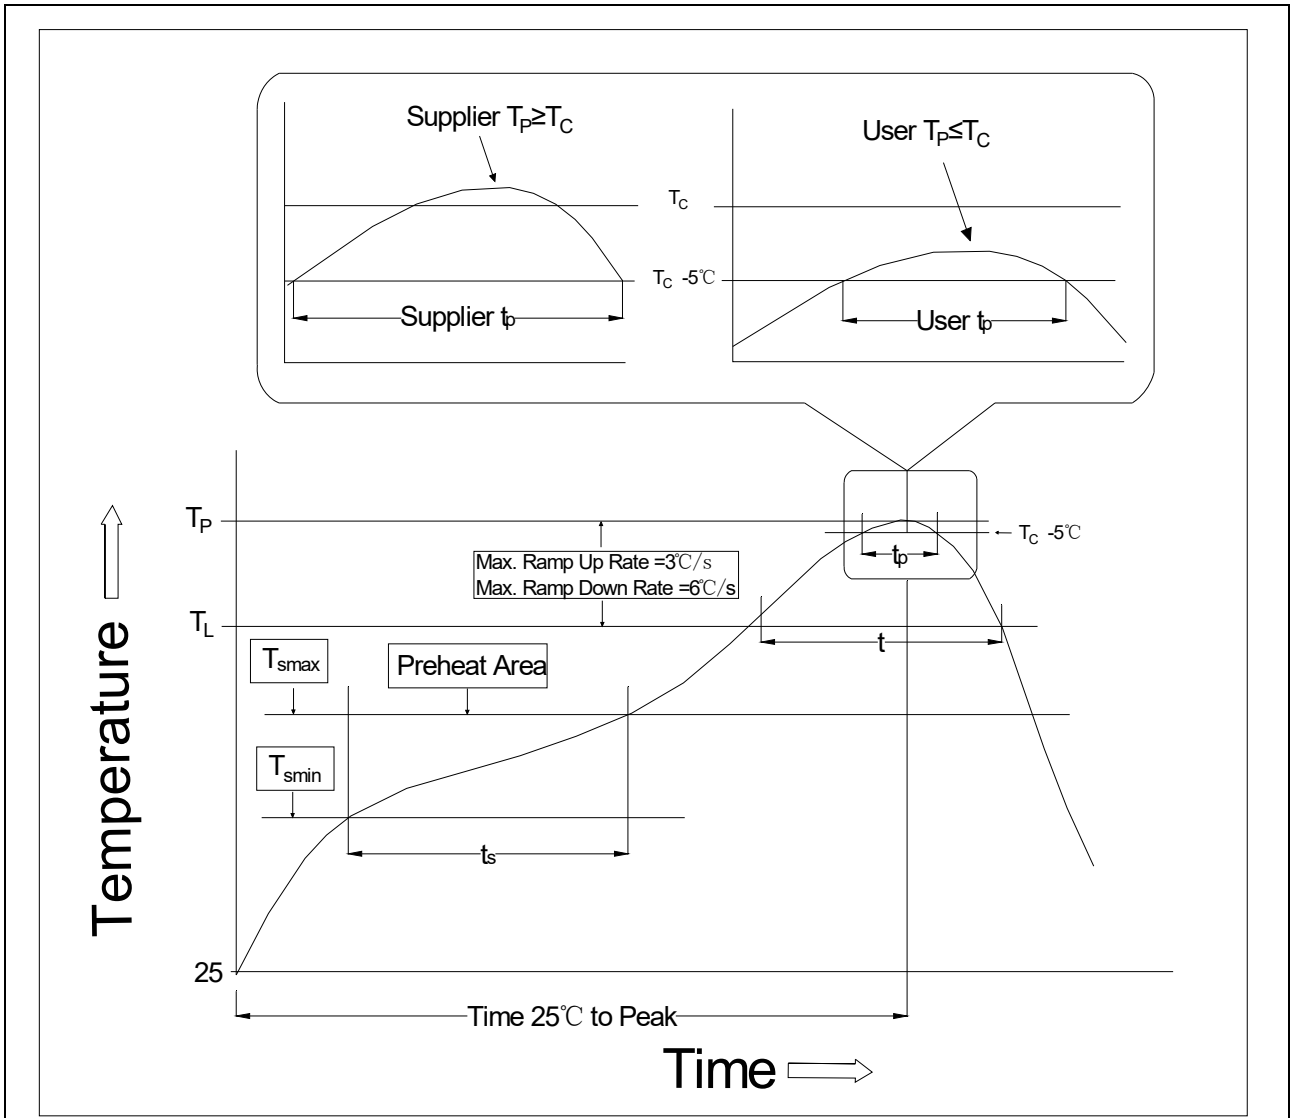 Supplier TP≥TC
User TP≤TC
TC
TC -5℃
Supplier tp
User tp
TP
TC -5℃
tp
Max. Ramp Up Rate =3℃/s
Max. Ramp Down Rate =6℃/s
TL
t
Tsmax
Preheat Area
Tsmin
ts
Temperature
25
Time 25℃ to Peak
Time